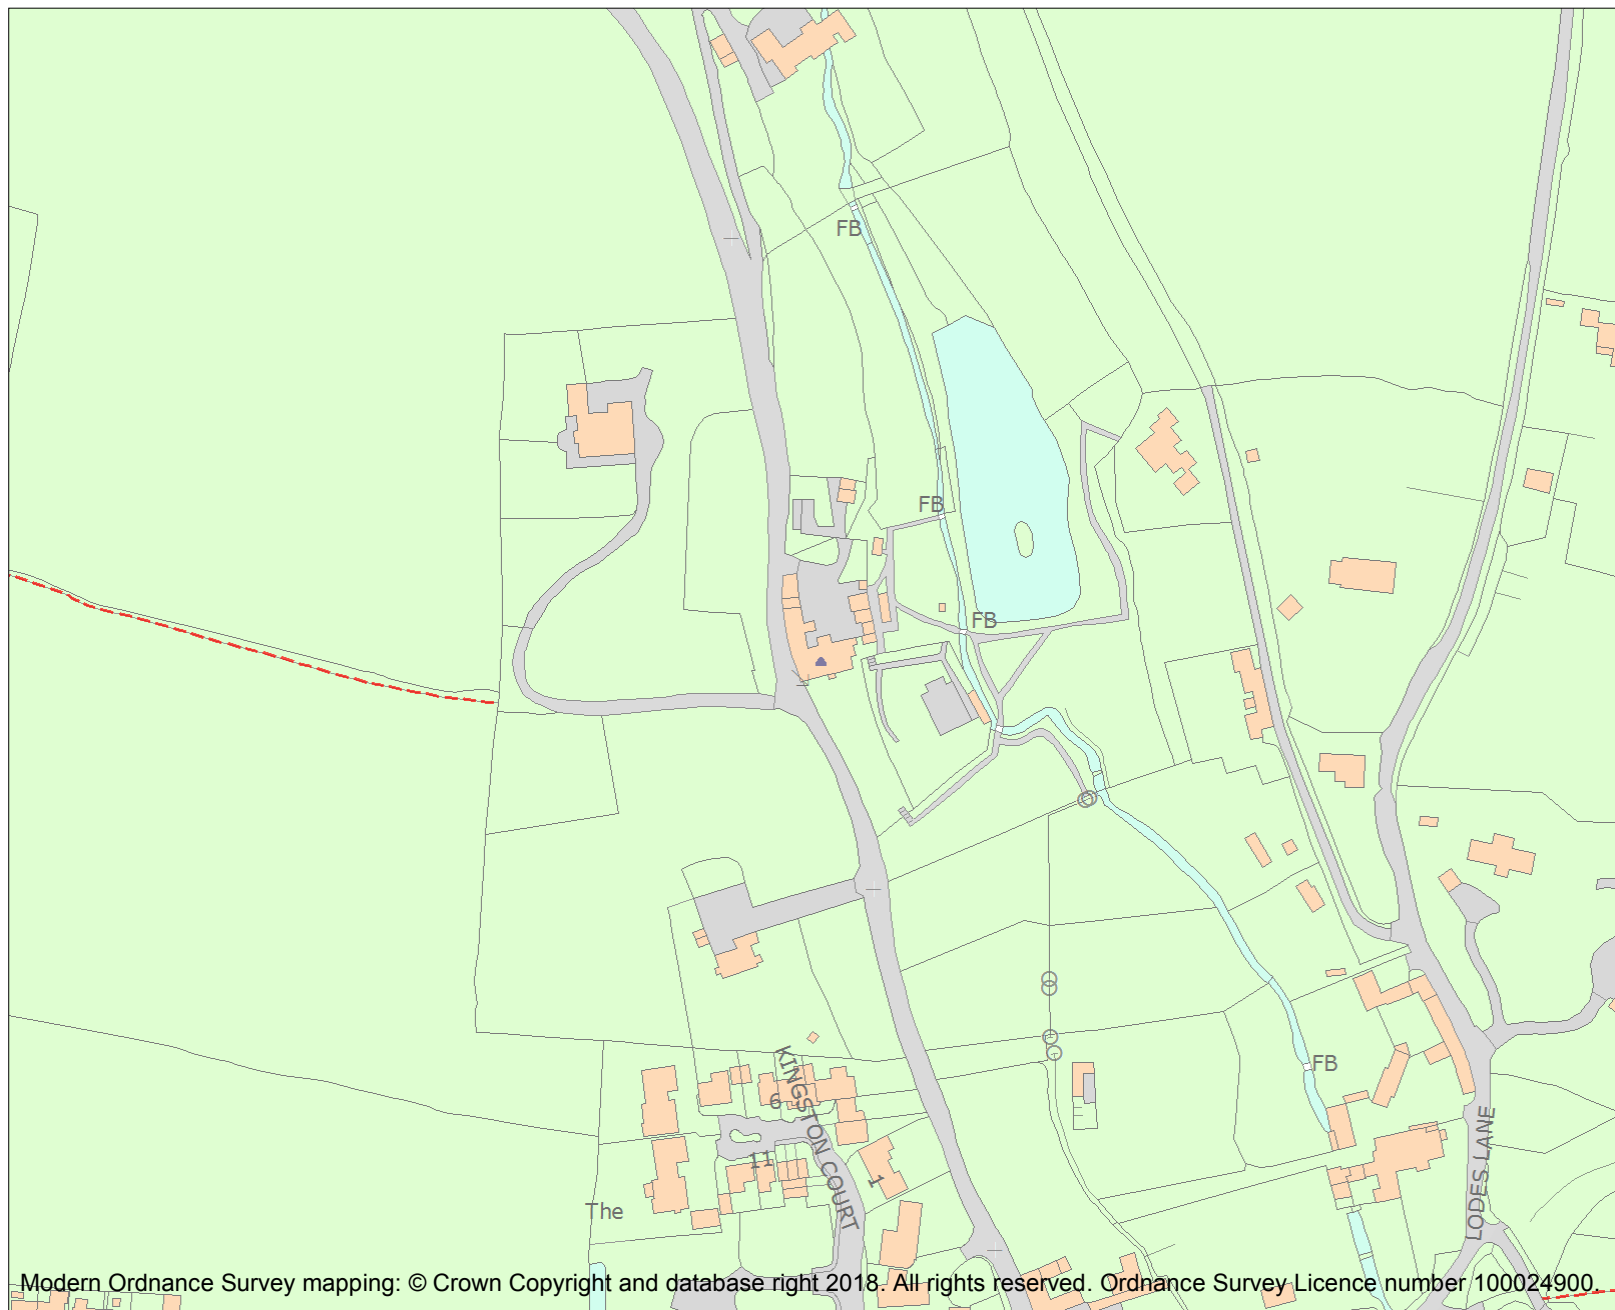 FB
FB
FB
FB
KINGSTON COURT
6
11
1
LODES LANE
The
Modern Ordnance Survey mapping: © Crown Copyright and database right 2018. All rights reserved. Ordnance Survey Licence number 100024900.